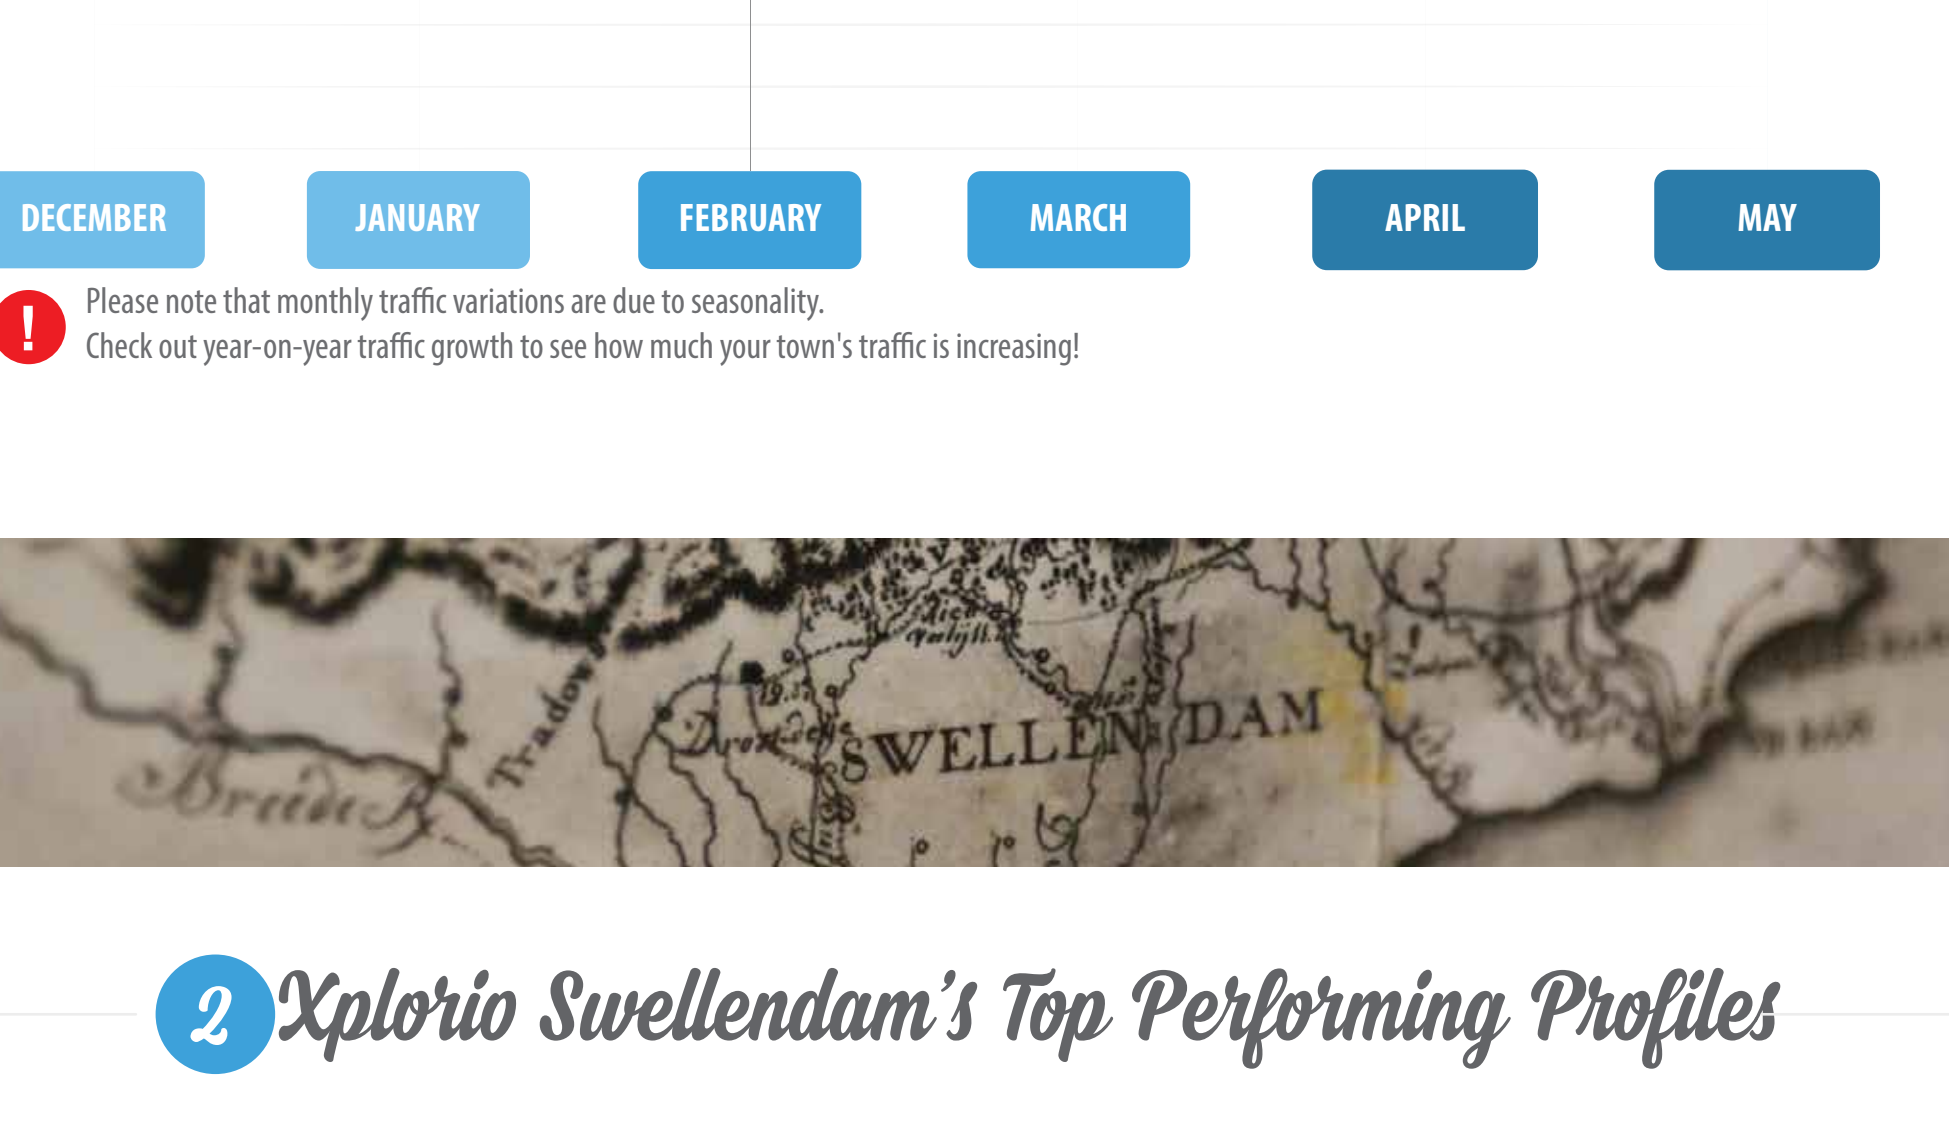 DECEMBER JANUARY FEBRUARY MARCH APRIL MAY
!
Please note that monthly traffic variations are due to seasonality.
Check out year-on-year traffic growth to see how much your town's traffic is increasing!
Tradow
SWELLENDAM
Breede R.
2 Xplorio Swellendam's Top Performing Profiles